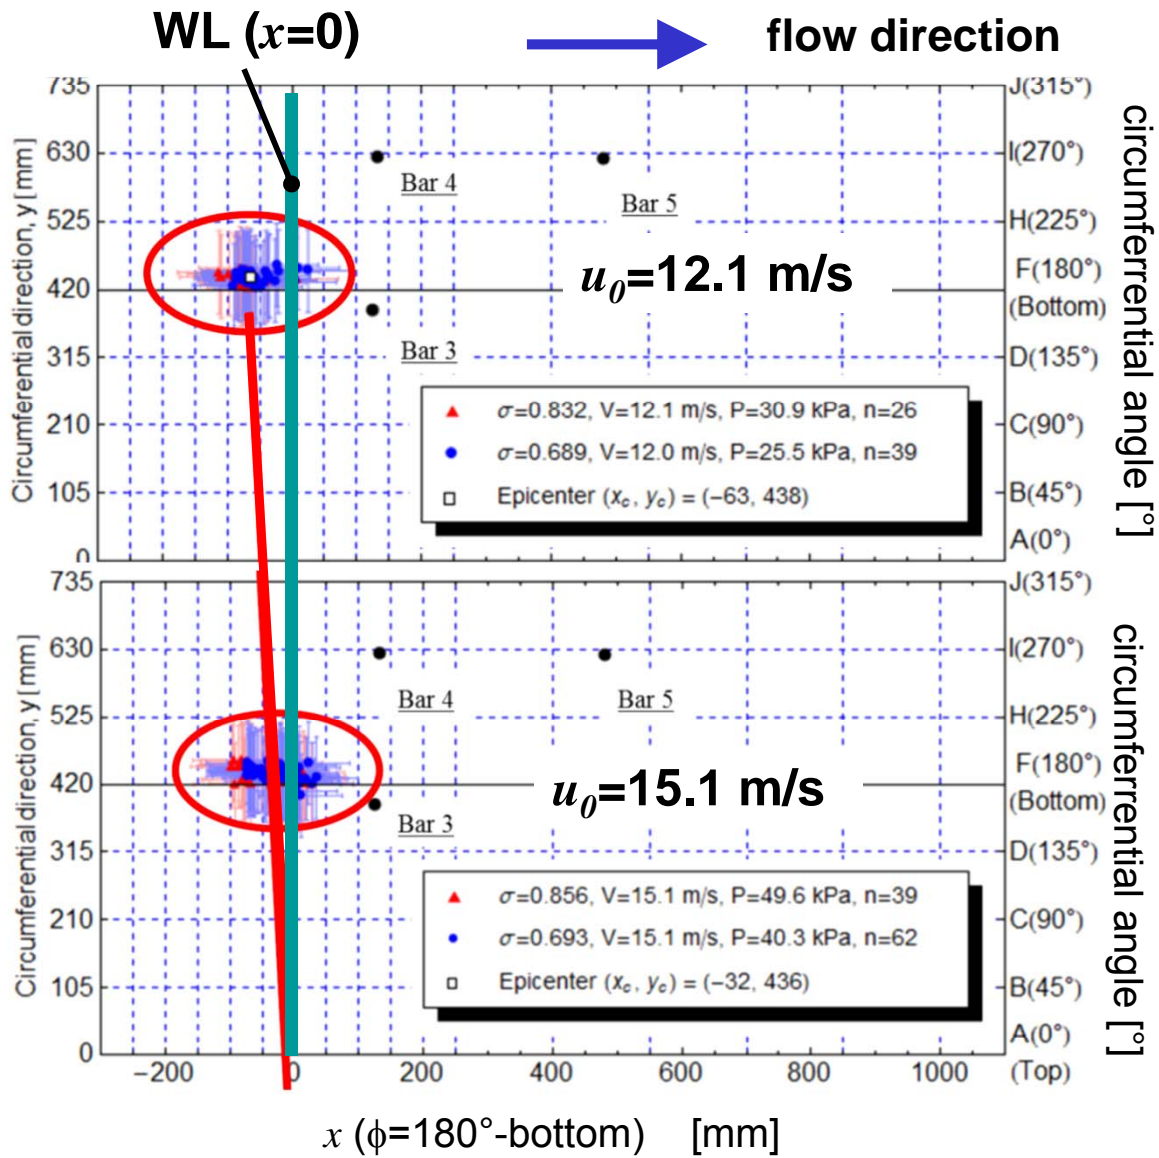 WL (x=0)
flow direction
735
630
525
420
315
210
105
0
Circumferential direction, y [mm]
J(315°)
I(270°)
H(225°)
F(180°)
(Bottom)
D(135°)
C(90°)
B(45°)
A(0°)
circumferrential angle [°]
Bar 4
Bar 5
u0=12.1 m/s
Bar 3
σ=0.832, V=12.1 m/s, P=30.9 kPa, n=26
σ=0.689, V=12.0 m/s, P=25.5 kPa, n=39
Epicenter (xc, yc) = (−63, 438)
735
630
525
420
315
210
105
0
Circumferential direction, y [mm]
J(315°)
I(270°)
H(225°)
F(180°)
(Bottom)
D(135°)
C(90°)
B(45°)
A(0°)
(Top)
circumferrential angle [°]
Bar 4
Bar 5
u0=15.1 m/s
Bar 3
σ=0.856, V=15.1 m/s, P=49.6 kPa, n=39
σ=0.693, V=15.1 m/s, P=40.3 kPa, n=62
Epicenter (xc, yc) = (−32, 436)
−200 0 200 400 600 800 1000
x (ϕ=180°-bottom) [mm]